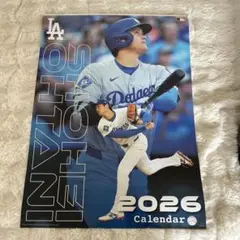 LA
SHOHEI
OHTANI
Dodgers
2026
Calendar